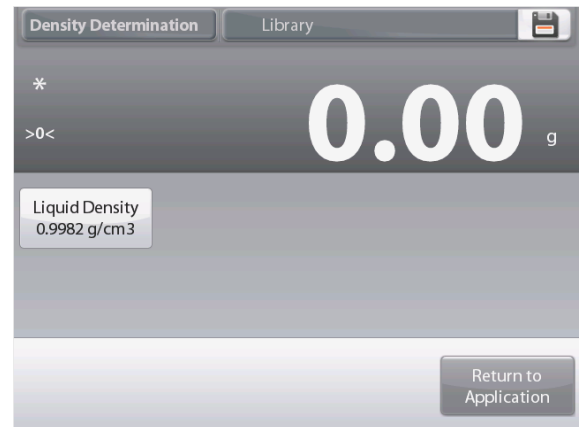 Density Determination
Library
*
>0<
0.00 g
Liquid Density
0.9982 g/cm3
Return to
Application